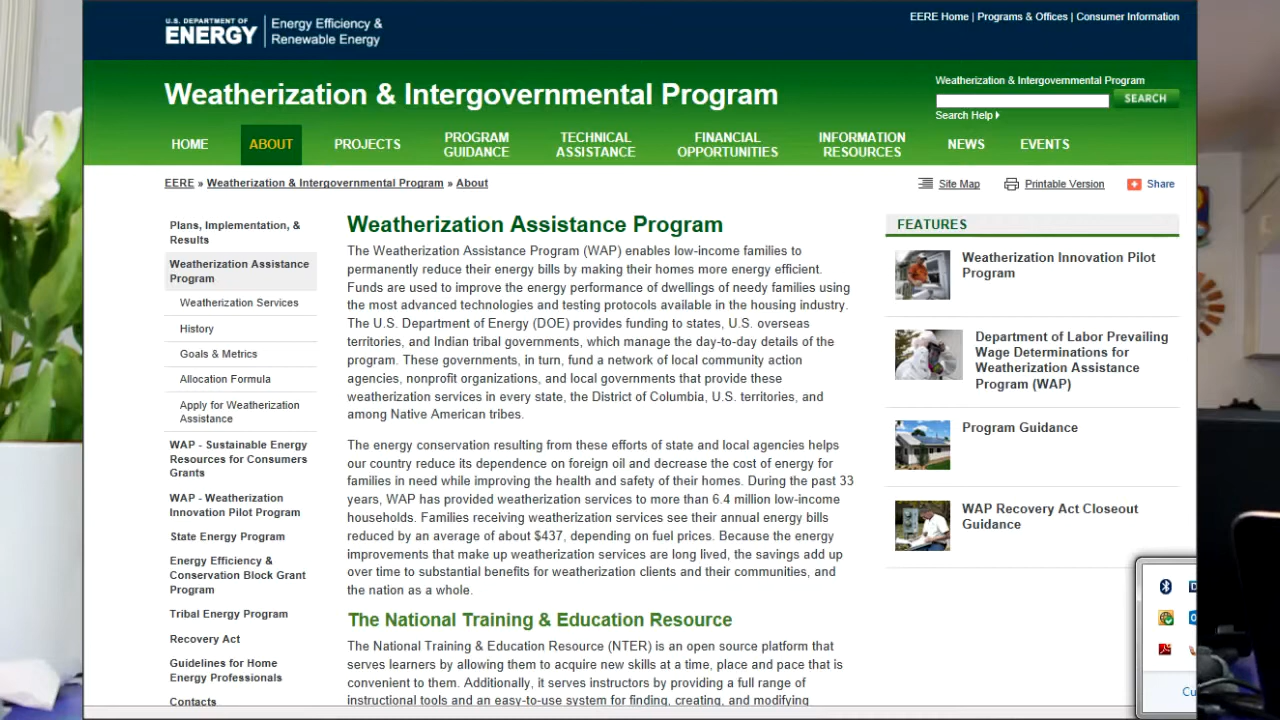 U.S. DEPARTMENT OF
ENERGY
Energy Efficiency &
Renewable Energy
EERE Home | Programs & Offices | Consumer Information
Weatherization & Intergovernmental Program
Weatherization & Intergovernmental Program
SEARCH
Search Help
HOME
ABOUT
PROJECTS
PROGRAM
GUIDANCE
TECHNICAL
ASSISTANCE
FINANCIAL
OPPORTUNITIES
INFORMATION
RESOURCES
NEWS
EVENTS
EERE » Weatherization & Intergovernmental Program » About
Site Map
Printable Version
Share
Plans, Implementation, &
Results
Weatherization Assistance
Program
Weatherization Services
History
Goals & Metrics
Allocation Formula
Apply for Weatherization
Assistance
WAP - Sustainable Energy
Resources for Consumers
Grants
WAP - Weatherization
Innovation Pilot Program
State Energy Program
Energy Efficiency &
Conservation Block Grant
Program
Tribal Energy Program
Recovery Act
Guidelines for Home
Energy Professionals
Contacts
Weatherization Assistance Program
The Weatherization Assistance Program (WAP) enables low-income families to
permanently reduce their energy bills by making their homes more energy efficient.
Funds are used to improve the energy performance of dwellings of needy families using
the most advanced technologies and testing protocols available in the housing industry.
The U.S. Department of Energy (DOE) provides funding to states, U.S. overseas
territories, and Indian tribal governments, which manage the day-to-day details of the
program. These governments, in turn, fund a network of local community action
agencies, nonprofit organizations, and local governments that provide these
weatherization services in every state, the District of Columbia, U.S. territories, and
among Native American tribes.
The energy conservation resulting from these efforts of state and local agencies helps
our country reduce its dependence on foreign oil and decrease the cost of energy for
families in need while improving the health and safety of their homes. During the past 33
years, WAP has provided weatherization services to more than 6.4 million low-income
households. Families receiving weatherization services see their annual energy bills
reduced by an average of about $437, depending on fuel prices. Because the energy
improvements that make up weatherization services are long lived, the savings add up
over time to substantial benefits for weatherization clients and their communities, and
the nation as a whole.
The National Training & Education Resource
The National Training & Education Resource (NTER) is an open source platform that
serves learners by allowing them to acquire new skills at a time, place and pace that is
convenient to them. Additionally, it serves instructors by providing a full range of
instructional tools and an easy-to-use system for finding, creating, and modifying
FEATURES
Weatherization Innovation Pilot
Program
Department of Labor Prevailing
Wage Determinations for
Weatherization Assistance
Program (WAP)
Program Guidance
WAP Recovery Act Closeout
Guidance
Cu